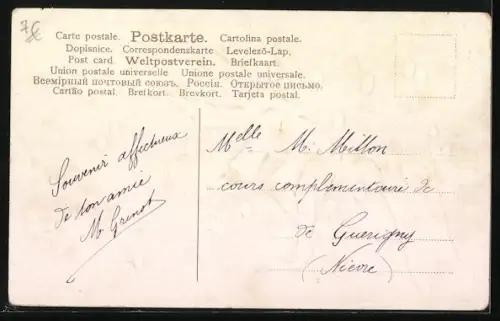 7€
Carte postale. Postkarte. Cartolina postale.
Dopisnice. Correspondenskarte Levelező-Lap.
Post card. Weltpostverein. Briefkaart.
Union postale universelle Unione postale universale.
Всемірный почтовый союзъ. Россія. Открытое письмо.
Cartão postal. Brefkort. Brevkort. Tarjeta postal.
Souvenir affectueux
de ton amie
M. Grenot
Melle M. Millon
cours complémentaire de
de Guerigny
(Nièvre)